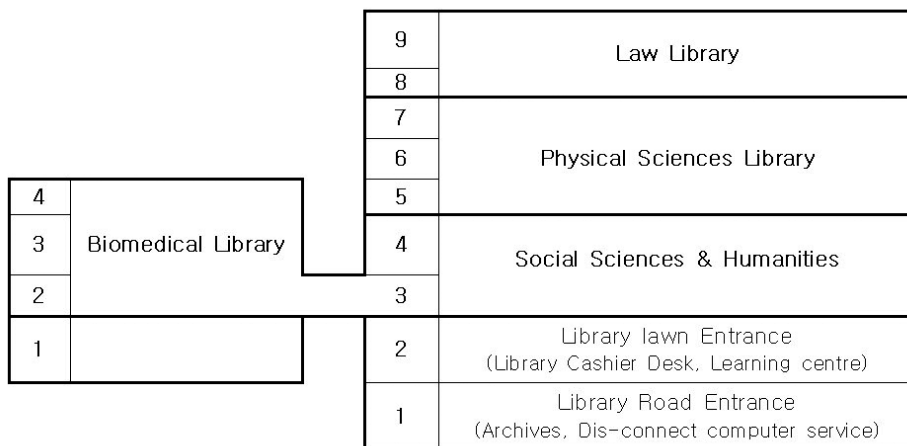 9
Law Library
8
7
6
Physical Sciences Library
5
4
3
Biomedical Library
2
1
4
Social Sciences & Humanities
3
2
Library lawn Entrance
(Library Cashier Desk, Learning centre)
1
Library Road Entrance
(Archives, Dis-connect computer service)